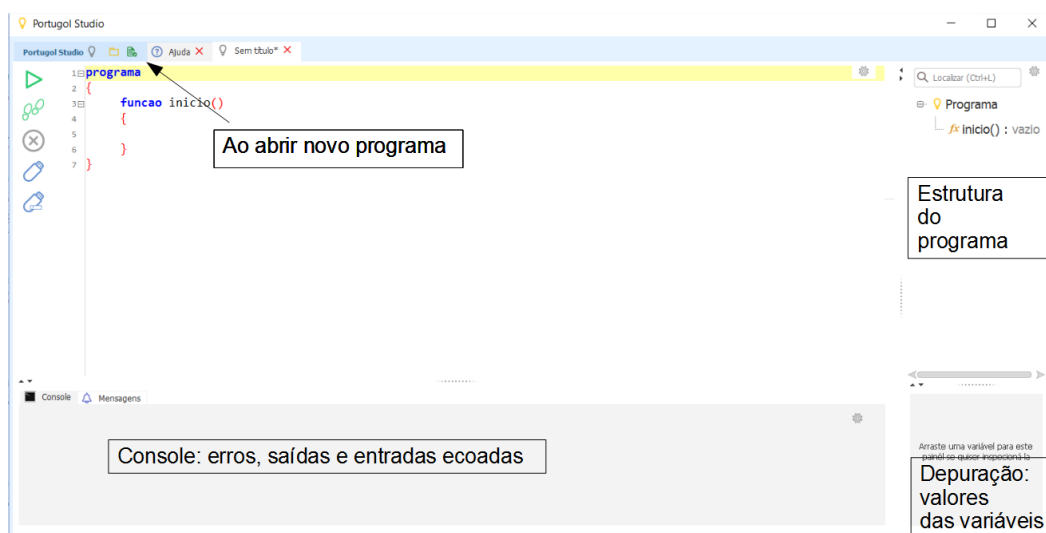 Portugol Studio
Portugol Studio
Ajuda
Sem título*
1 programa
2 {
3 funcao inicio()
4 {
5
6 }
7 }
Ao abrir novo programa
Localizar (Ctrl+L)
Programa
fx inicio() : vazio
Estrutura
do
programa
Console
Mensagens
Console: erros, saídas e entradas ecoadas
Arraste uma variável para este
painél se quiser inspecioná-la
Depuração:
valores
das variáveis